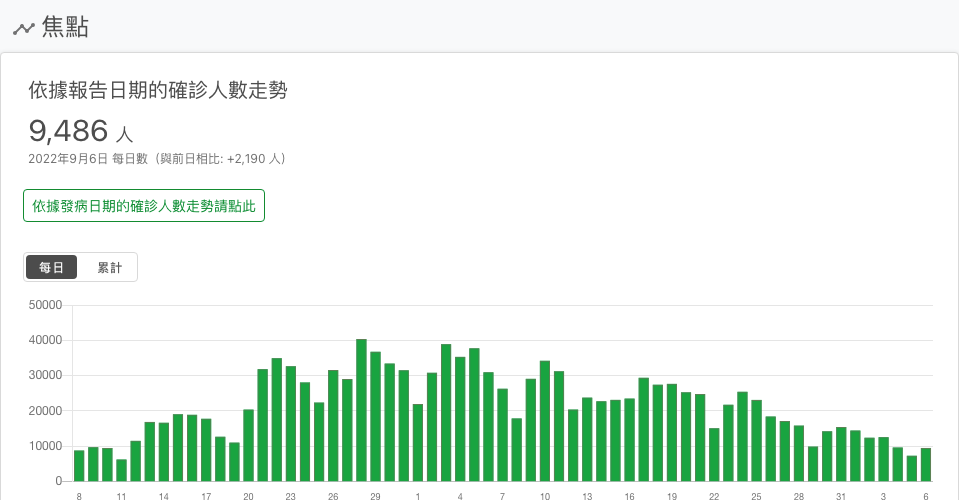 焦點
依據報告日期的確診人數走勢
9,486 人
2022年9月6日 每日數（與前日相比: +2,190 人）
依據發病日期的確診人數走勢請點此
每日 累計
50000
40000
30000
20000
10000
0
8 11 14 17 20 23 26 29 1 4 7 10 13 16 19 22 25 28 31 3 6